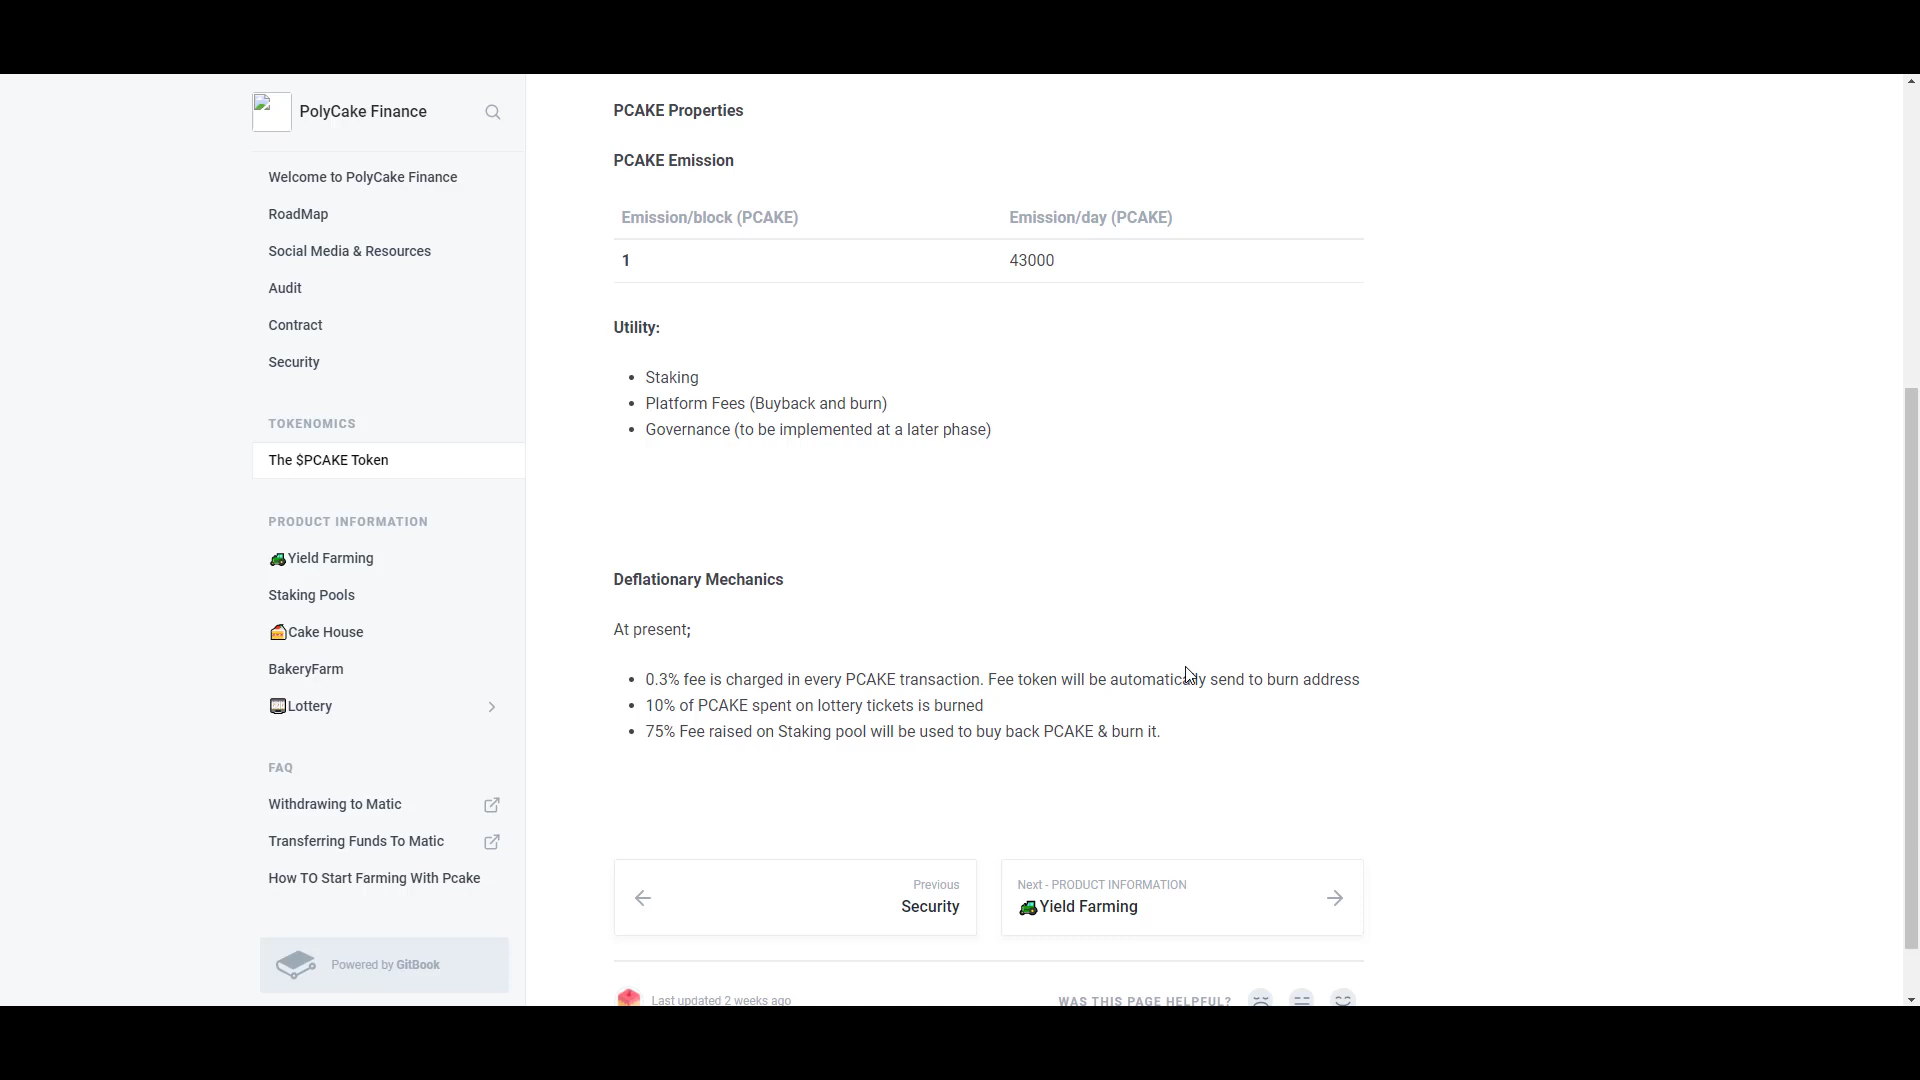 PolyCake Finance
Welcome to PolyCake Finance
RoadMap
Social Media & Resources
Audit
Contract
Security
TOKENOMICS
The $PCAKE Token
PRODUCT INFORMATION
Yield Farming
Staking Pools
Cake House
BakeryFarm
Lottery
FAQ
Withdrawing to Matic
Transferring Funds To Matic
How TO Start Farming With Pcake
Powered by GitBook
PCAKE Properties
PCAKE Emission
Emission/block (PCAKE) Emission/day (PCAKE)
1 43000
Utility:
• Staking
• Platform Fees (Buyback and burn)
• Governance (to be implemented at a later phase)
Deflationary Mechanics
At present;
• 0.3% fee is charged in every PCAKE transaction. Fee token will be automatically send to burn address
• 10% of PCAKE spent on lottery tickets is burned
• 75% Fee raised on Staking pool will be used to buy back PCAKE & burn it.
Previous
Security
Next - PRODUCT INFORMATION
Yield Farming
Last updated 2 weeks ago
WAS THIS PAGE HELPFUL?